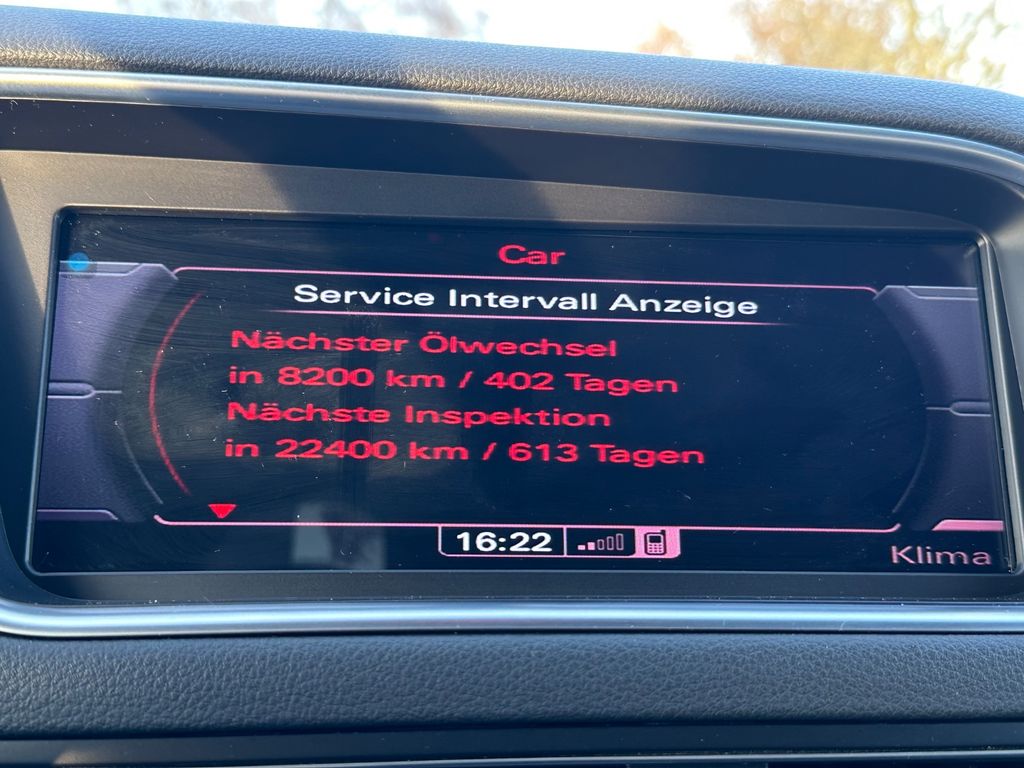 Car
Service Intervall Anzeige
Nächster Ölwechsel
in 8200 km / 402 Tagen
Nächste Inspektion
in 22400 km / 613 Tagen
16:22
Klima